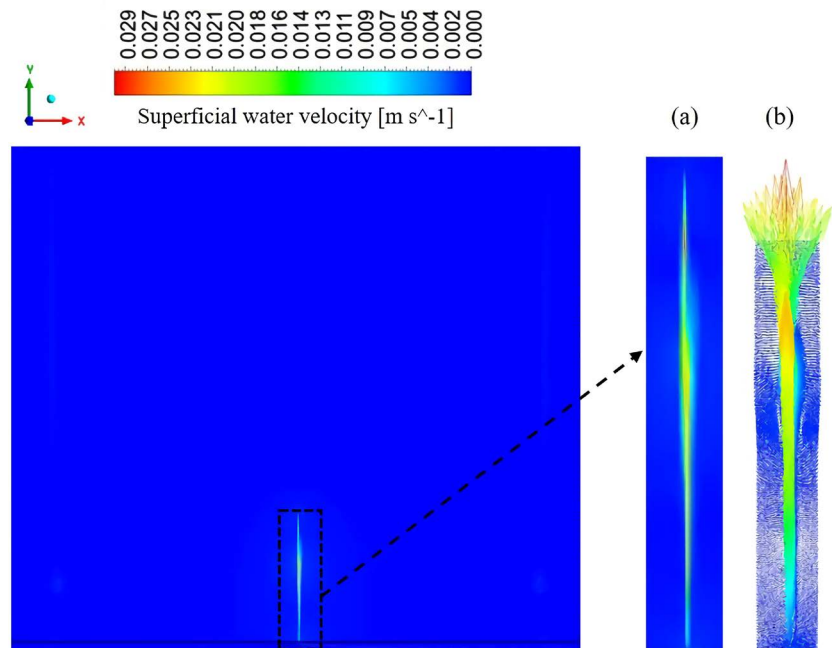 0.029 0.027 0.025 0.023 0.021 0.020 0.018 0.016 0.014 0.013 0.011 0.009 0.007 0.005 0.004 0.002 0.000
Y
X
Superficial water velocity [m s^-1]
(a) (b)